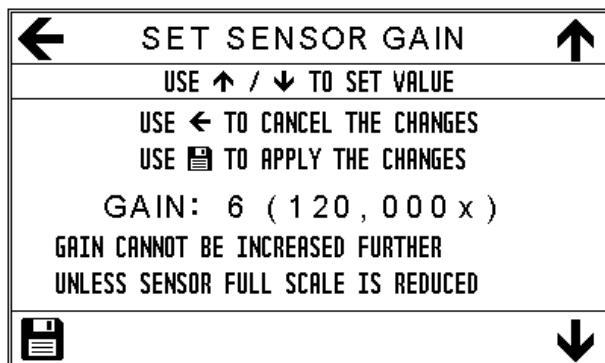 SET SENSOR GAIN
USE ↑ / ↓ TO SET VALUE
USE ← TO CANCEL THE CHANGES
USE 💾 TO APPLY THE CHANGES
GAIN: 6 (120,000x)
GAIN CANNOT BE INCREASED FURTHER
UNLESS SENSOR FULL SCALE IS REDUCED